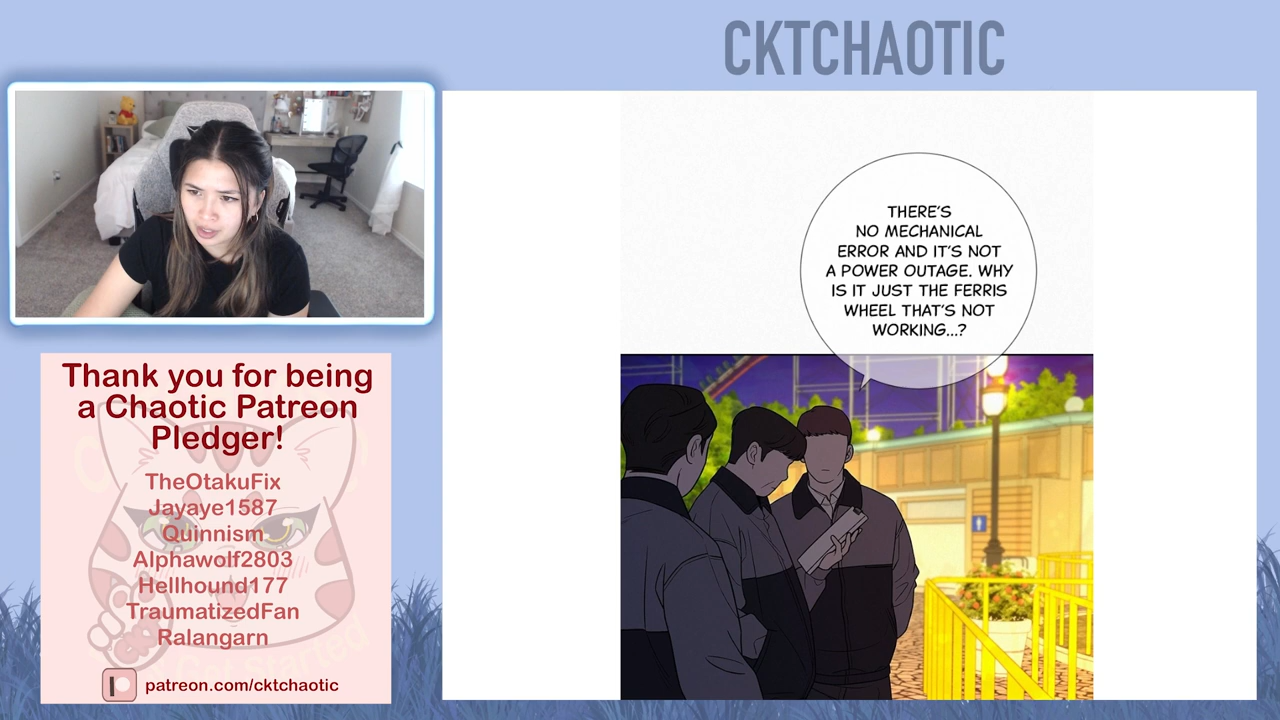 CKTCHAOTIC
THERE'S
NO MECHANICAL
ERROR AND IT'S NOT
A POWER OUTAGE. WHY
IS IT JUST THE FERRIS
WHEEL THAT'S NOT
WORKING...?
Thank you for being
a Chaotic Patreon
Pledger!
TheOtakuFix
Jayaye1587
Quinnism
Alphawolf2803
Hellhound177
TraumatizedFan
Ralangarn
patreon.com/cktchaotic